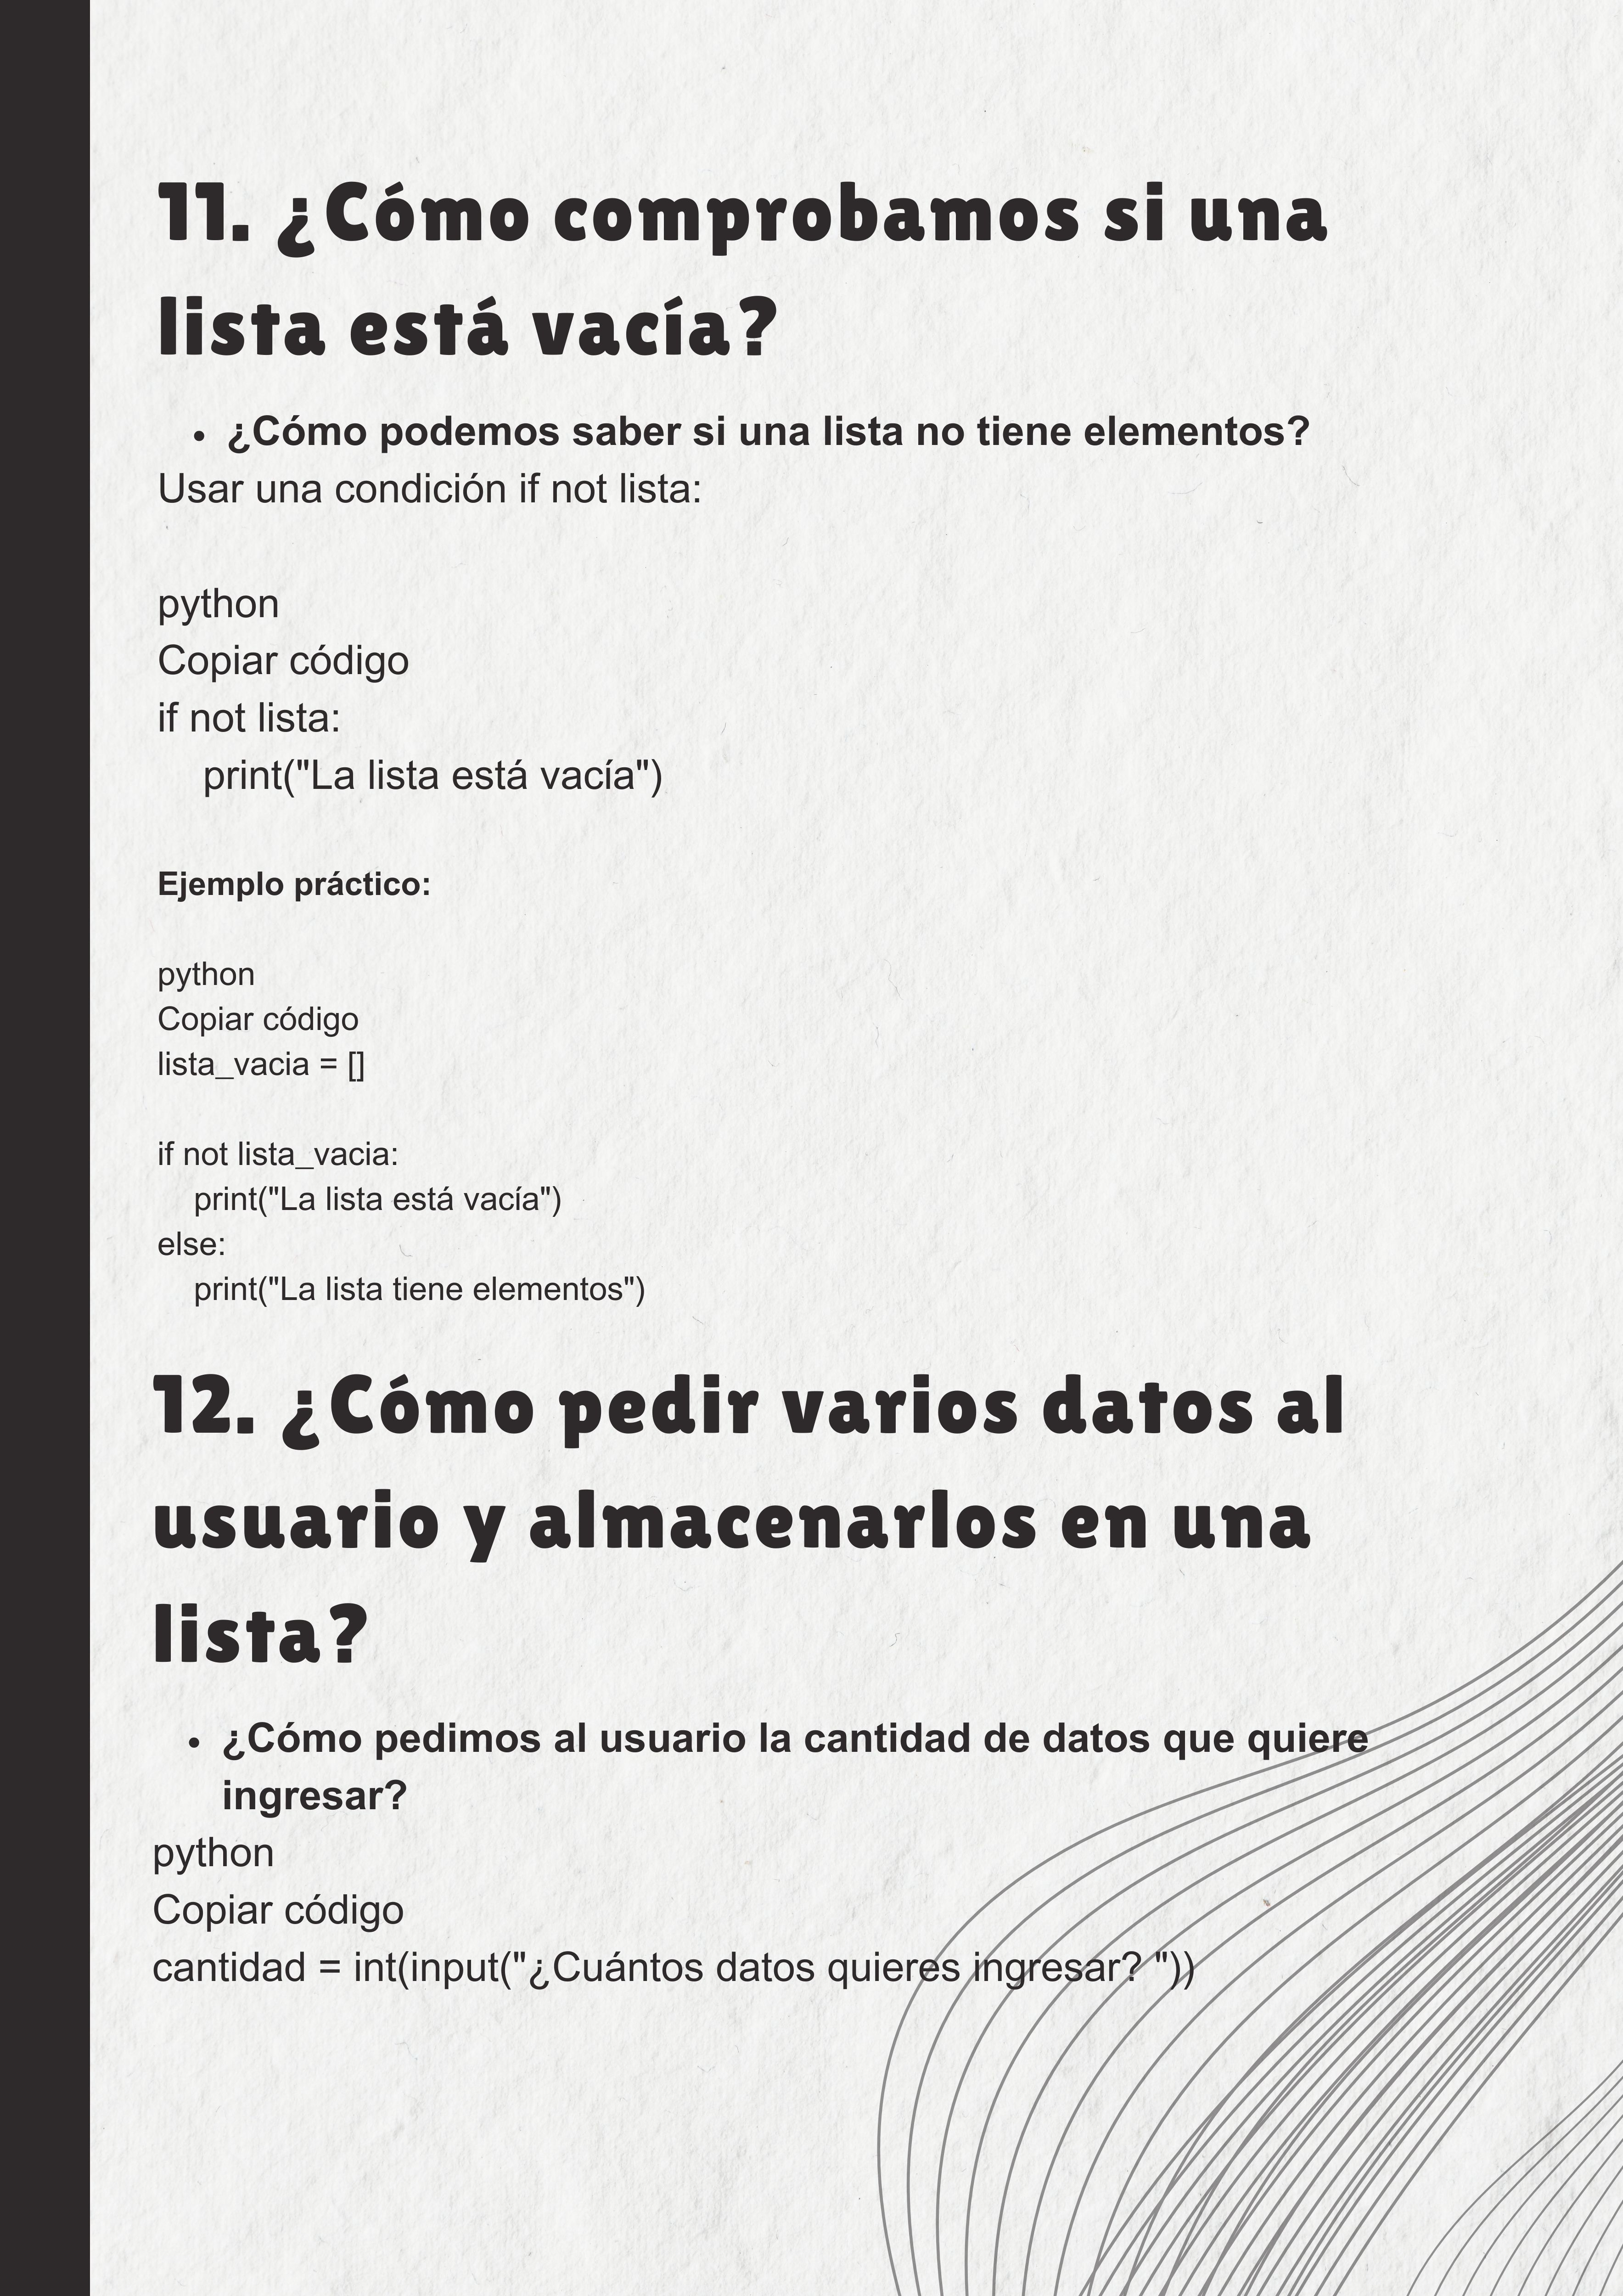 11. ¿Cómo comprobamos si una
lista está vacía?
• ¿Cómo podemos saber si una lista no tiene elementos?
Usar una condición if not lista:
python
Copiar código
if not lista:
    print("La lista está vacía")
Ejemplo práctico:
python
Copiar código
lista_vacia = []
if not lista_vacia:
    print("La lista está vacía")
else:
    print("La lista tiene elementos")
12. ¿Cómo pedir varios datos al
usuario y almacenarlos en una
lista?
• ¿Cómo pedimos al usuario la cantidad de datos que quiere
ingresar?
python
Copiar código
cantidad = int(input("¿Cuántos datos quieres ingresar? "))